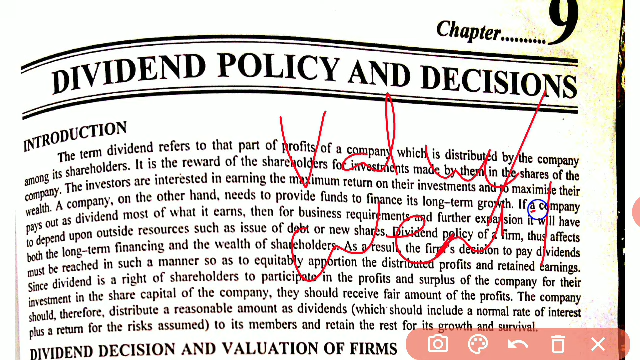 Chapter..........9
DIVIDEND POLICY AND DECISIONS
INTRODUCTION
The term dividend refers to that part of profits of a company which is distributed by the company
among its shareholders. It is the reward of the shareholders for investments made by them in the shares of the
company. The investors are interested in earning the maximum return on their investments and to maximise their
wealth. A company, on the other hand, needs to provide funds to finance its long–term growth. If a company
pays out as dividend most of what it earns, then for business requirements and further expansion it will have
to depend upon outside resources such as issue of debt or new shares. Dividend policy of a firm, thus affects
both the long–term financing and the wealth of shareholders. As a result, the firm's decision to pay dividends
must be reached in such a manner so as to equitably apportion the distributed profits and retained earnings.
Since dividend is a right of shareholders to participate in the profits and surplus of the company for their
investment in the share capital of the company, they should receive fair amount of the profits. The company
should, therefore, distribute a reasonable amount as dividends (which should include a normal rate of interest
plus a return for the risks assumed) to its members and retain the rest for its growth and survival.
DIVIDEND DECISION AND VALUATION OF FIRMS